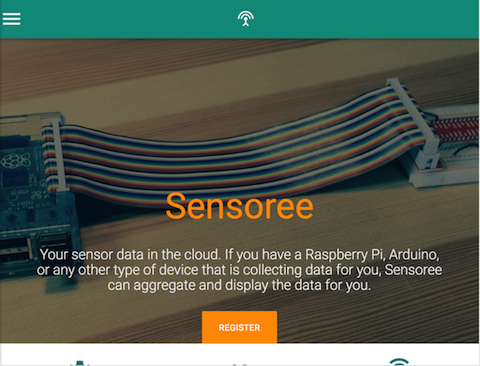 Sensoree
Your sensor data in the cloud. If you have a Raspberry Pi, Arduino,
or any other type of device that is collecting data for you, Sensoree
can aggregate and display the data for you.
REGISTER